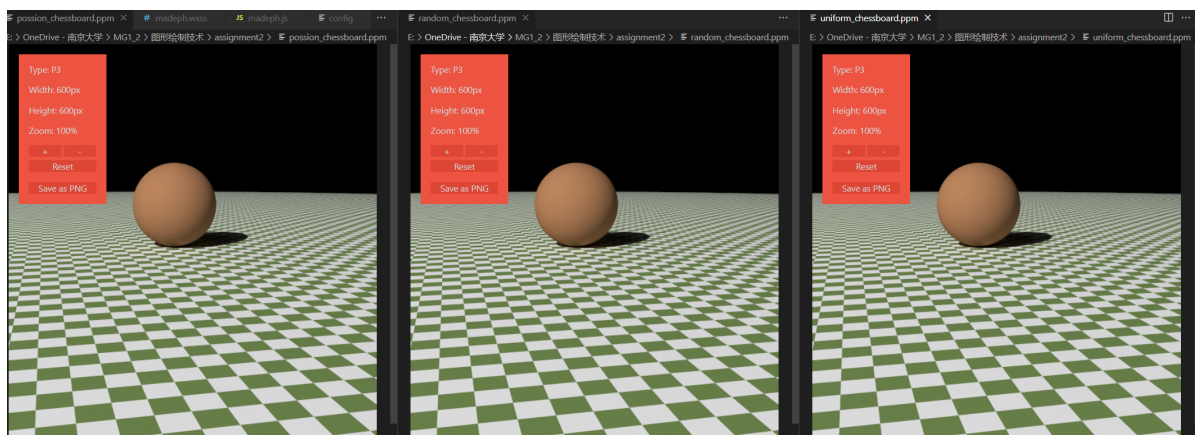 possion_chessboard.ppm × # madeph.wxss JS madeph.js config ···
E: > OneDrive - 南京大学 > MG1_2 > 图形绘制技术 > assignment2 > possion_chessboard.ppm
Type: P3
Width: 600px
Height: 600px
Zoom: 100%
+ -
Reset
Save as PNG
random_chessboard.ppm × ···
E: > OneDrive - 南京大学 > MG1_2 > 图形绘制技术 > assignment2 > random_chessboard.ppm
Type: P3
Width: 600px
Height: 600px
Zoom: 100%
+ -
Reset
Save as PNG
uniform_chessboard.ppm × ···
E: > OneDrive - 南京大学 > MG1_2 > 图形绘制技术 > assignment2 > uniform_chessboard.ppm
Type: P3
Width: 600px
Height: 600px
Zoom: 100%
+ -
Reset
Save as PNG